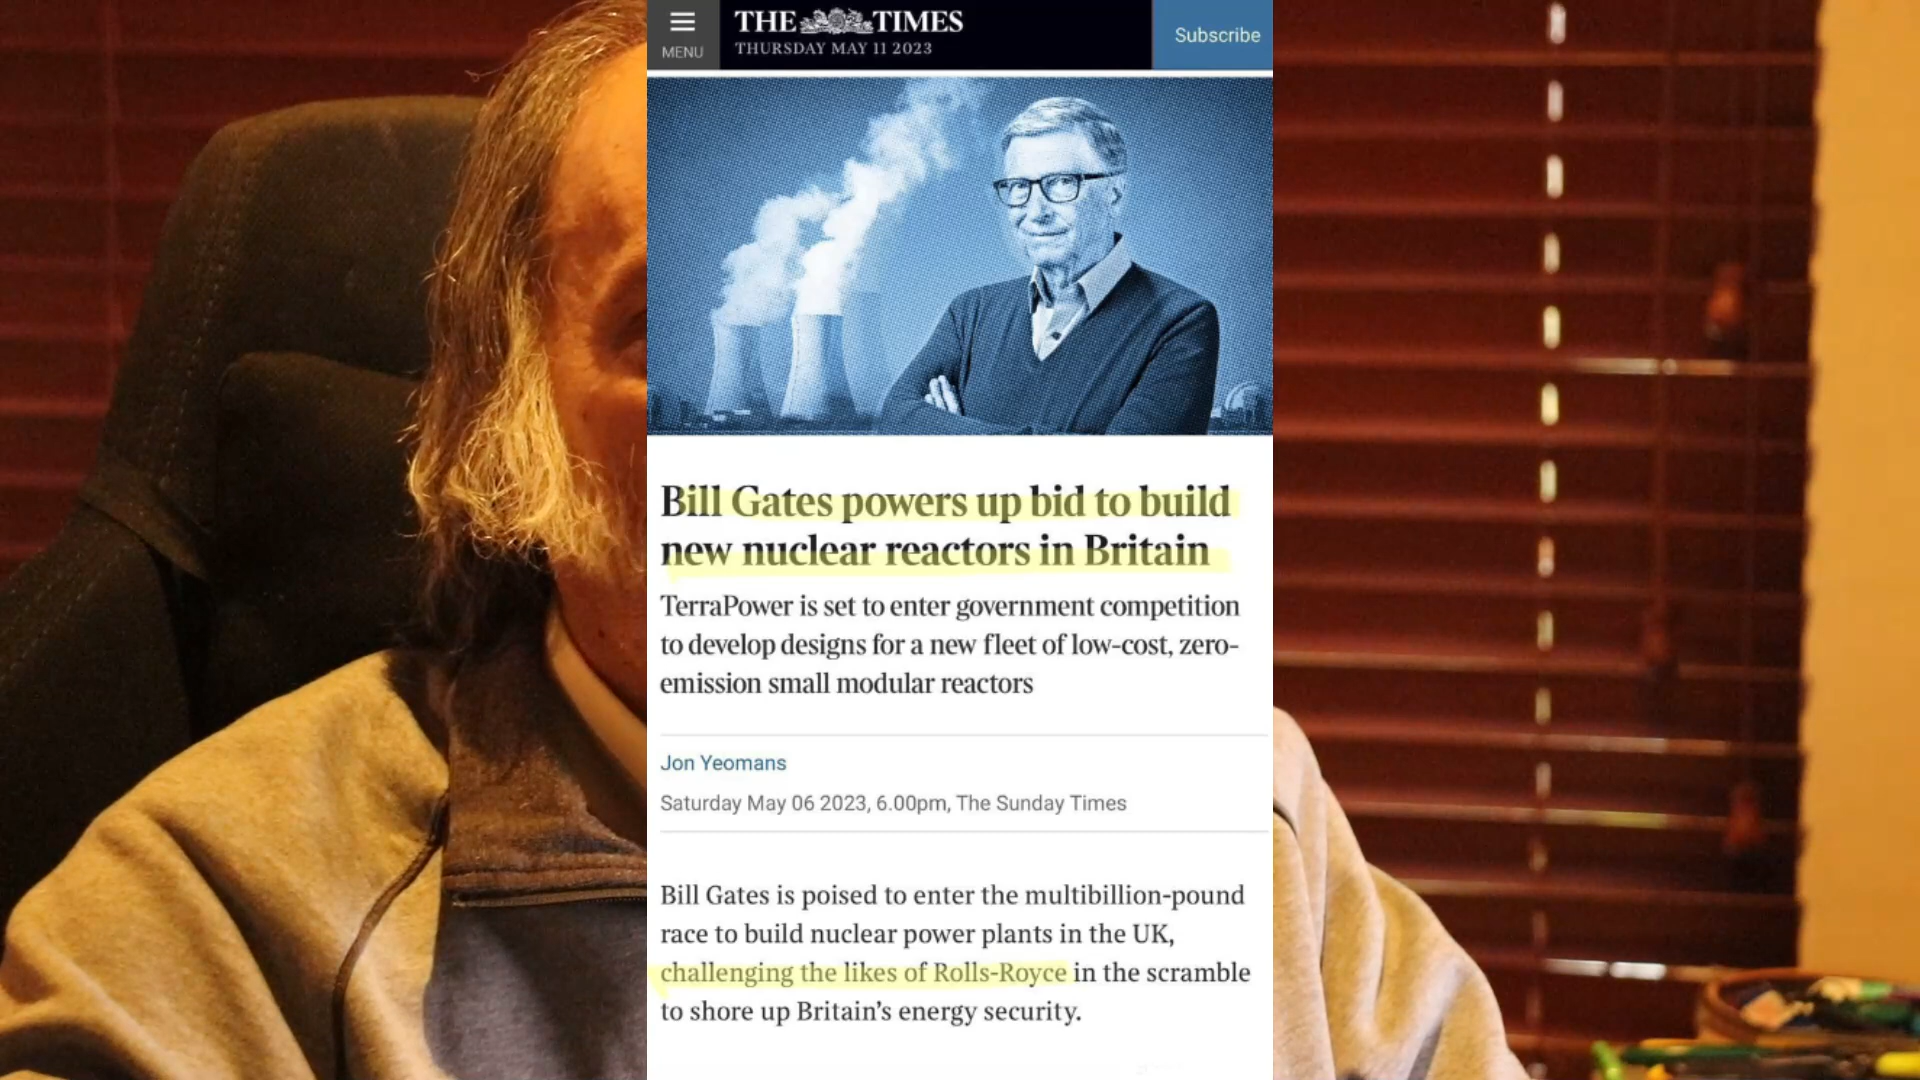 MENU
THE TIMES
THURSDAY MAY 11 2023
Subscribe
Bill Gates powers up bid to build
new nuclear reactors in Britain
TerraPower is set to enter government competition
to develop designs for a new fleet of low-cost, zero-
emission small modular reactors
Jon Yeomans
Saturday May 06 2023, 6.00pm, The Sunday Times
Bill Gates is poised to enter the multibillion-pound
race to build nuclear power plants in the UK,
challenging the likes of Rolls-Royce in the scramble
to shore up Britain’s energy security.